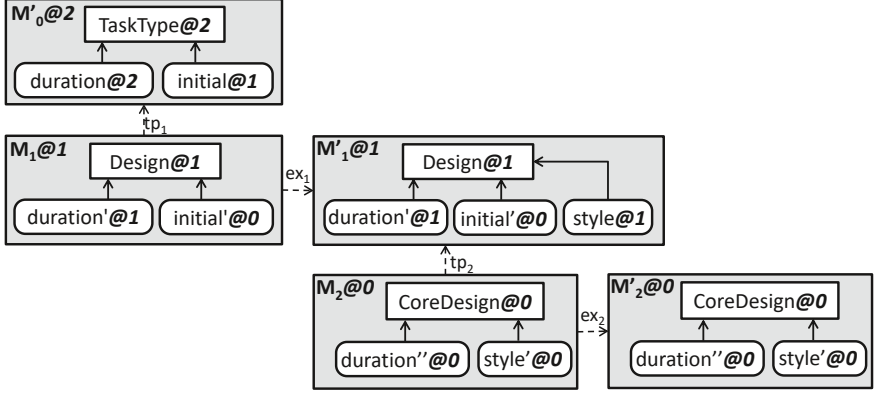 M'₀@2
TaskType@2
duration@2 initial@1
tp₁
M₁@1
Design@1
duration'@1 initial'@0
ex₁
M'₁@1
Design@1
duration'@1 initial’@0 style@1
tp₂
M₂@0
CoreDesign@0
duration’’@0 style’@0
ex₂
M’₂@0
CoreDesign@0
duration’’@0 style’@0